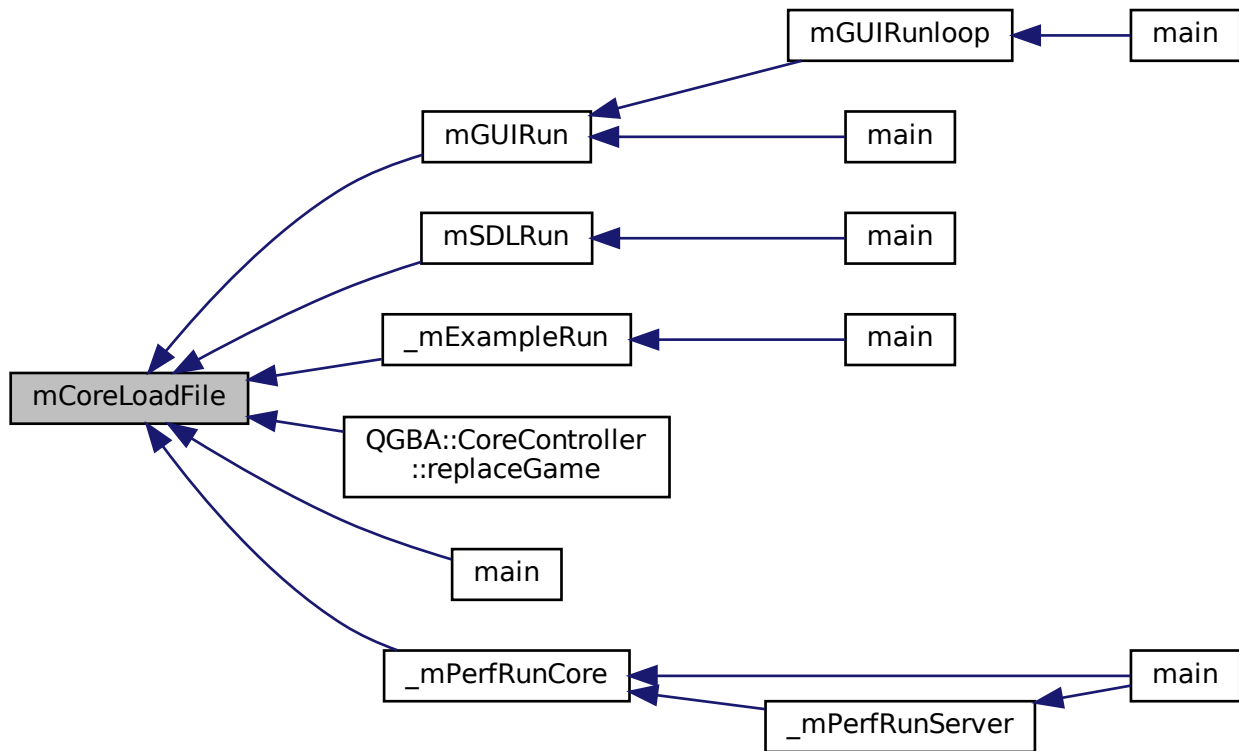 mGUIRunloop
main
mGUIRun
main
mSDLRun
main
_mExampleRun
main
mCoreLoadFile
QGBA::CoreController
::replaceGame
main
_mPerfRunCore
main
_mPerfRunServer